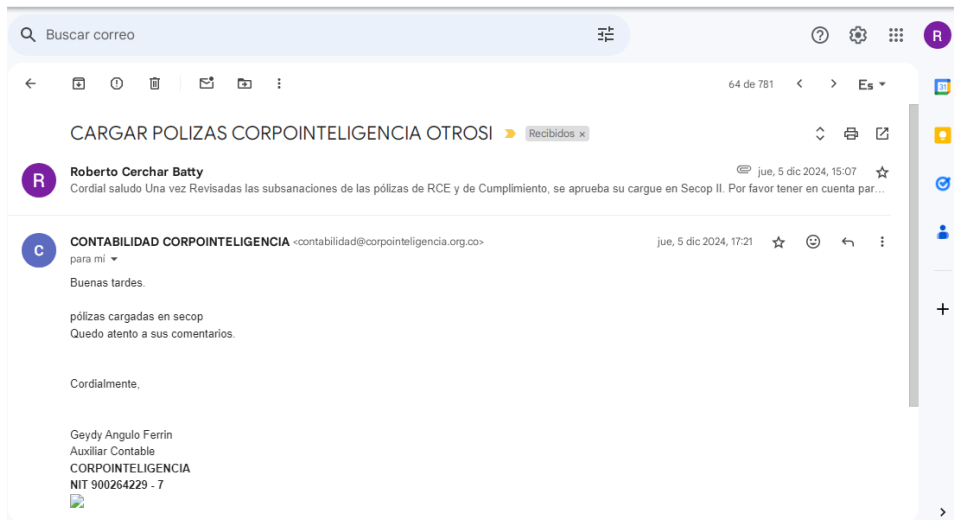 Buscar correo
R
64 de 781
Es
CARGAR POLIZAS CORPOINTELIGENCIA OTROSI
Recibidos ×
R
Roberto Cerchar Batty
jue, 5 dic 2024, 15:07
Cordial saludo Una vez Revisadas las subsanaciones de las pólizas de RCE y de Cumplimiento, se aprueba su cargue en Secop II. Por favor tener en cuenta par...
C
CONTABILIDAD CORPOINTELIGENCIA <contabilidad@corpointeligencia.org.co>
jue, 5 dic 2024, 17:21
para mí
Buenas tardes.
pólizas cargadas en secop
Quedo atento a sus comentarios.
Cordialmente,
Geydy Angulo Ferrin
Auxiliar Contable
CORPOINTELIGENCIA
NIT 900264229 - 7
31